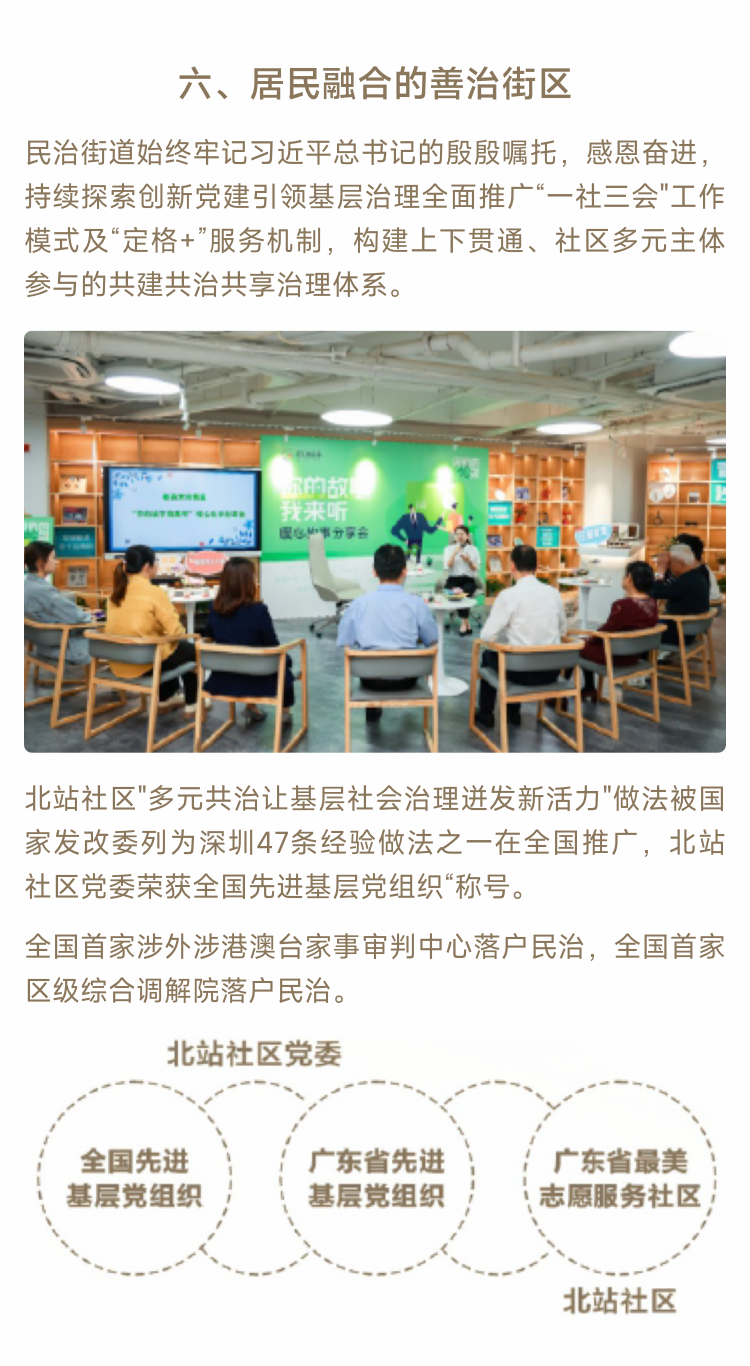 六、居民融合的善治街区
民治街道始终牢记习近平总书记的殷殷嘱托，感恩奋进，
持续探索创新党建引领基层治理全面推广“一社三会"工作
模式及“定格+”服务机制，构建上下贯通、社区多元主体
参与的共建共治共享治理体系。
你的故事
我来听
暖心故事分享会
北站社区"多元共治让基层社会治理迸发新活力"做法被国
家发改委列为深圳47条经验做法之一在全国推广，北站
社区党委荣获全国先进基层党组织“称号。
全国首家涉外涉港澳台家事审判中心落户民治，全国首家
区级综合调解院落户民治。
北站社区党委
全国先进
基层党组织
广东省先进
基层党组织
广东省最美
志愿服务社区
北站社区